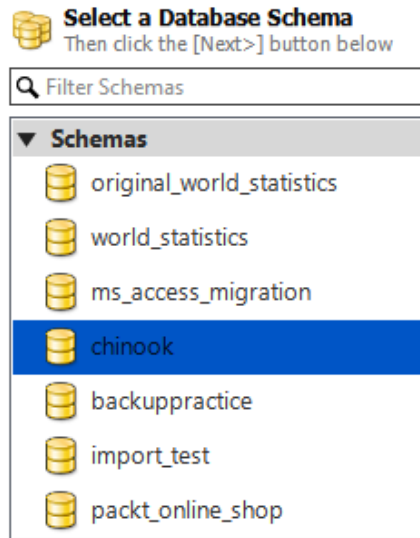 Select a Database Schema
Then click the [Next>] button below
Filter Schemas
Schemas
original_world_statistics
world_statistics
ms_access_migration
chinook
backuppractice
import_test
packt_online_shop